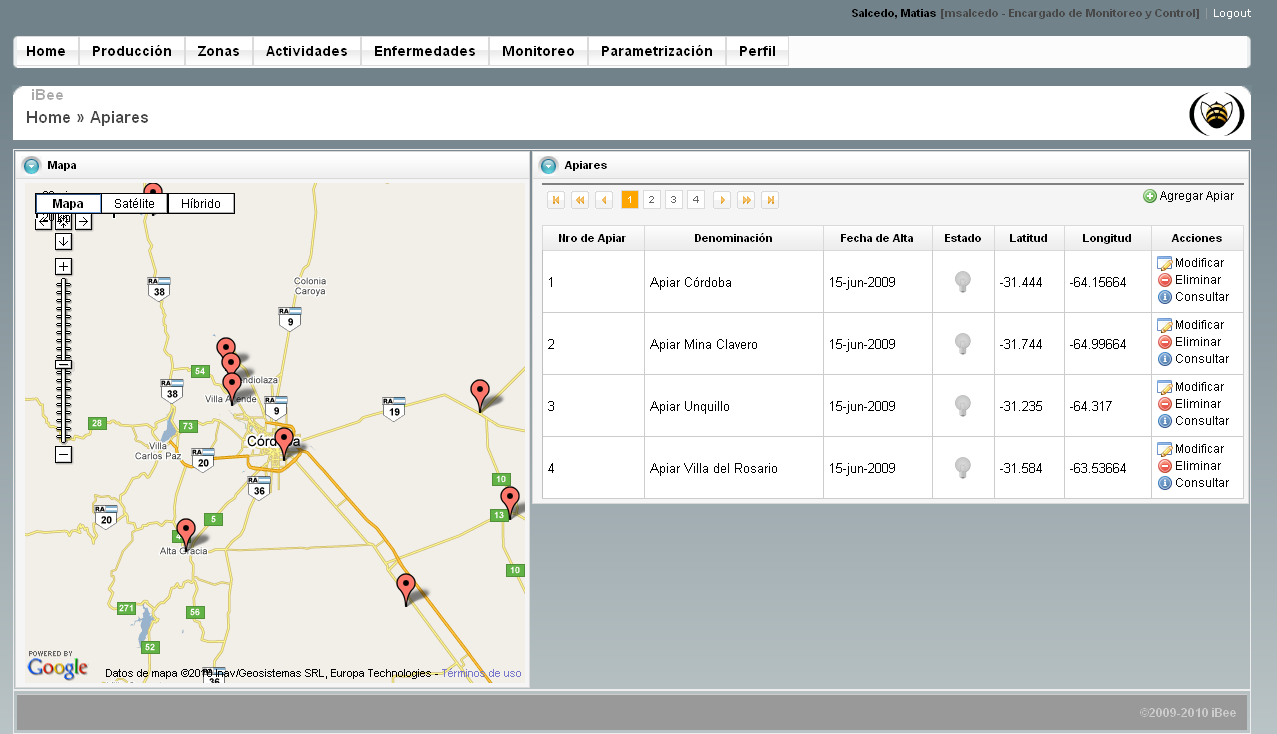 Salcedo, Matias [msalcedo - Encargado de Monitoreo y Control] | Logout
Home Producción Zonas Actividades Enfermedades Monitoreo Parametrización Perfil
iBee
Home » Apiares
Mapa
Mapa Satélite Híbrido
38
Colonia
Caroya
9
54
Villa Allende
38
9
19
28
73
Villa
Carlos Paz
Córdoba
20
36
10
13
20
5
Alta Gracia
10
271
56
52
36
POWERED BY
Google
Datos de mapa ©2010 Inav/Geosistemas SRL, Europa Technologies - Términos de uso
Apiares
1 2 3 4
Agregar Apiar
Nro de Apiar Denominación Fecha de Alta Estado Latitud Longitud Acciones
1 Apiar Córdoba 15-jun-2009 -31.444 -64.15664 Modificar
Eliminar
Consultar
2 Apiar Mina Clavero 15-jun-2009 -31.744 -64.99664 Modificar
Eliminar
Consultar
3 Apiar Unquillo 15-jun-2009 -31.235 -64.317 Modificar
Eliminar
Consultar
4 Apiar Villa del Rosario 15-jun-2009 -31.584 -63.53664 Modificar
Eliminar
Consultar
©2009-2010 iBee